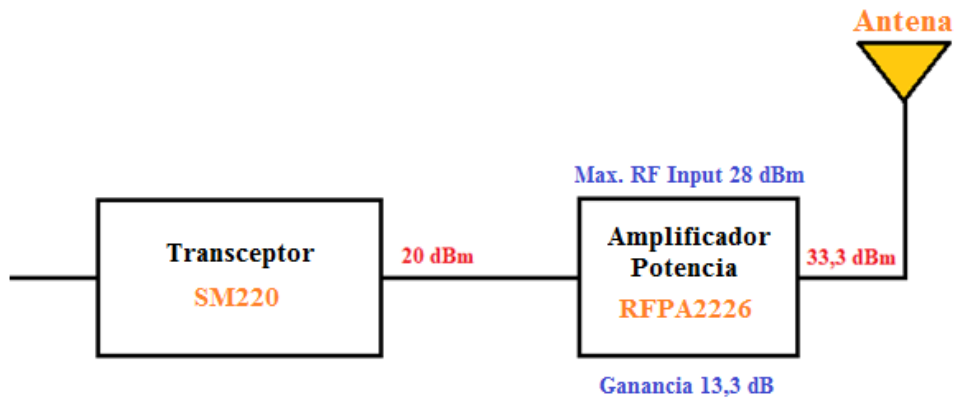 Antena
Max. RF Input 28 dBm
Transceptor
SM220
20 dBm
Amplificador
Potencia
RFPA2226
33,3 dBm
Ganancia 13,3 dB